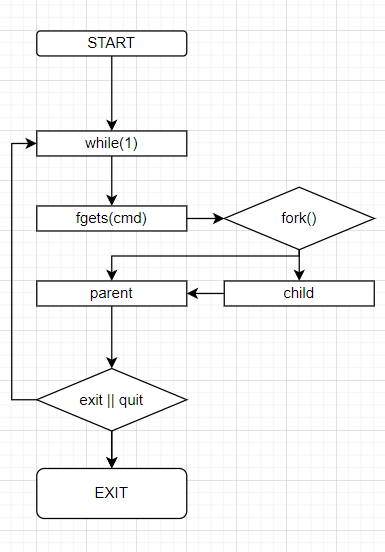 START
while(1)
fgets(cmd)
fork()
parent
child
exit || quit
EXIT